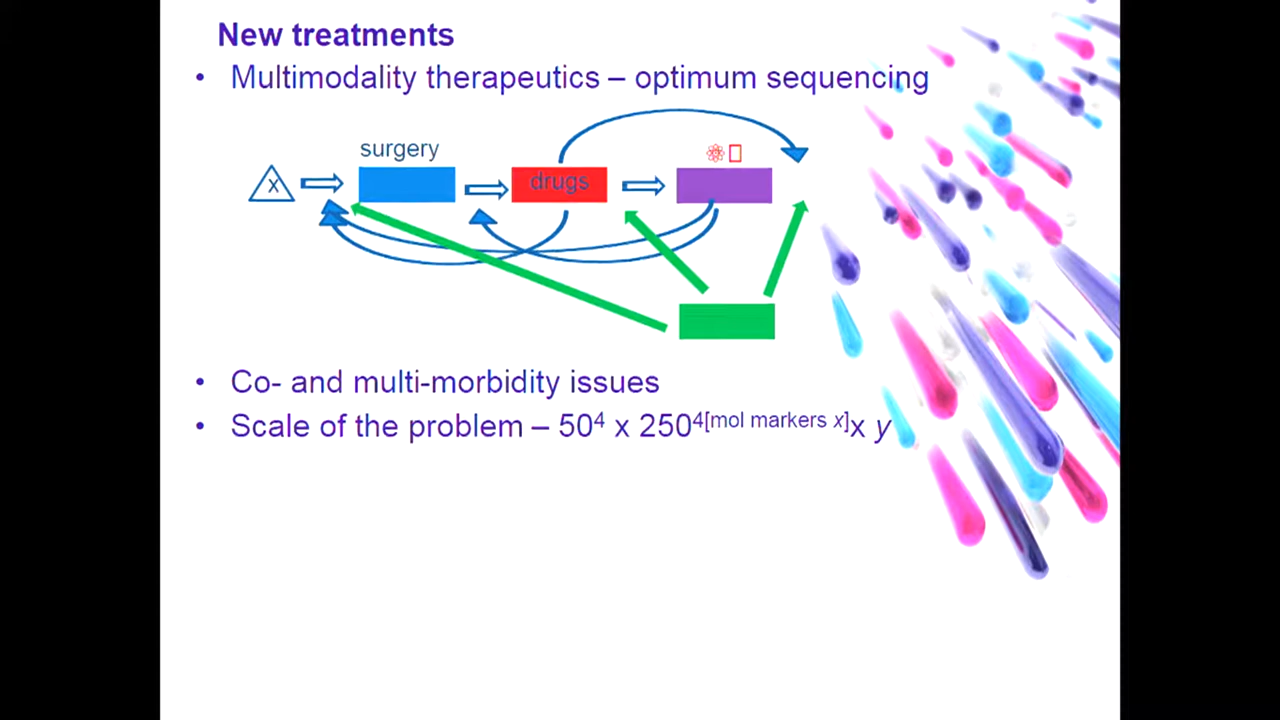 New treatments
• Multimodality therapeutics – optimum sequencing
surgery
x
drugs
• Co- and multi-morbidity issues
• Scale of the problem – 50⁴ x 250⁴[mol markers x]x y